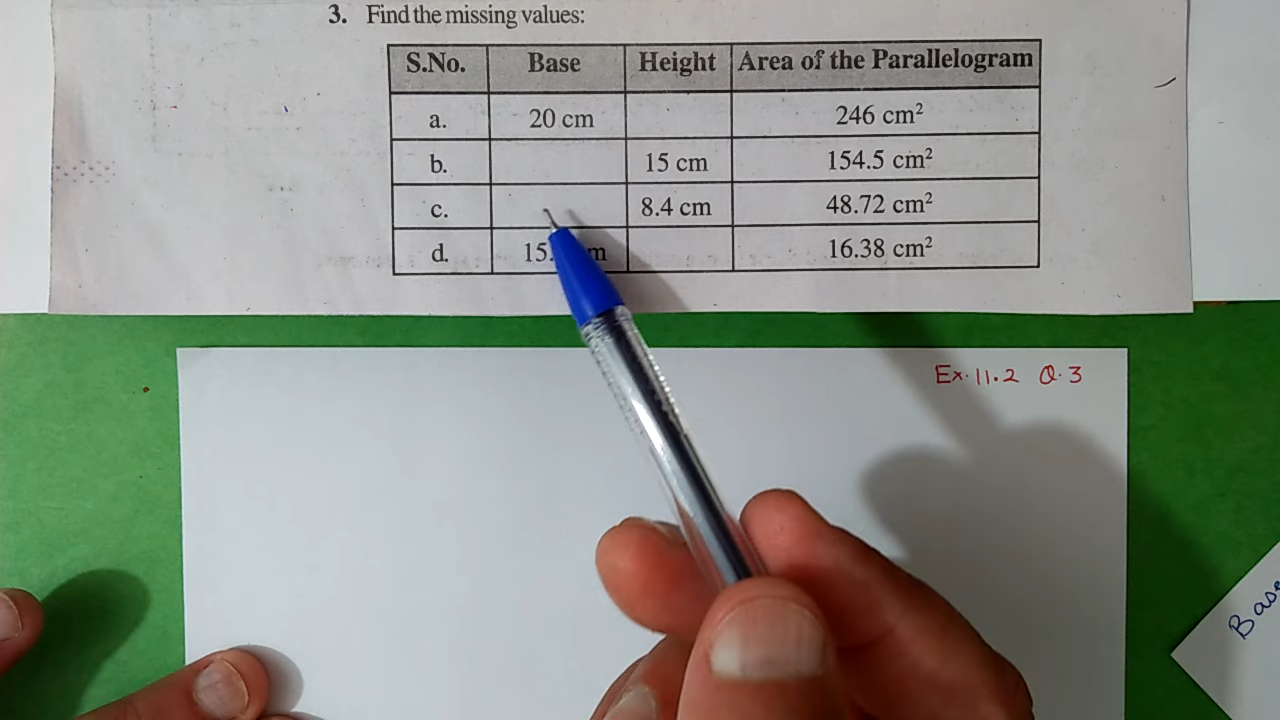 3. Find the missing values:
S.No. Base Height Area of the Parallelogram
a. 20 cm 246 cm²
b. 15 cm 154.5 cm²
c. 8.4 cm 48.72 cm²
d. 16.38 cm²
Ex. 11.2 Q.3
Base